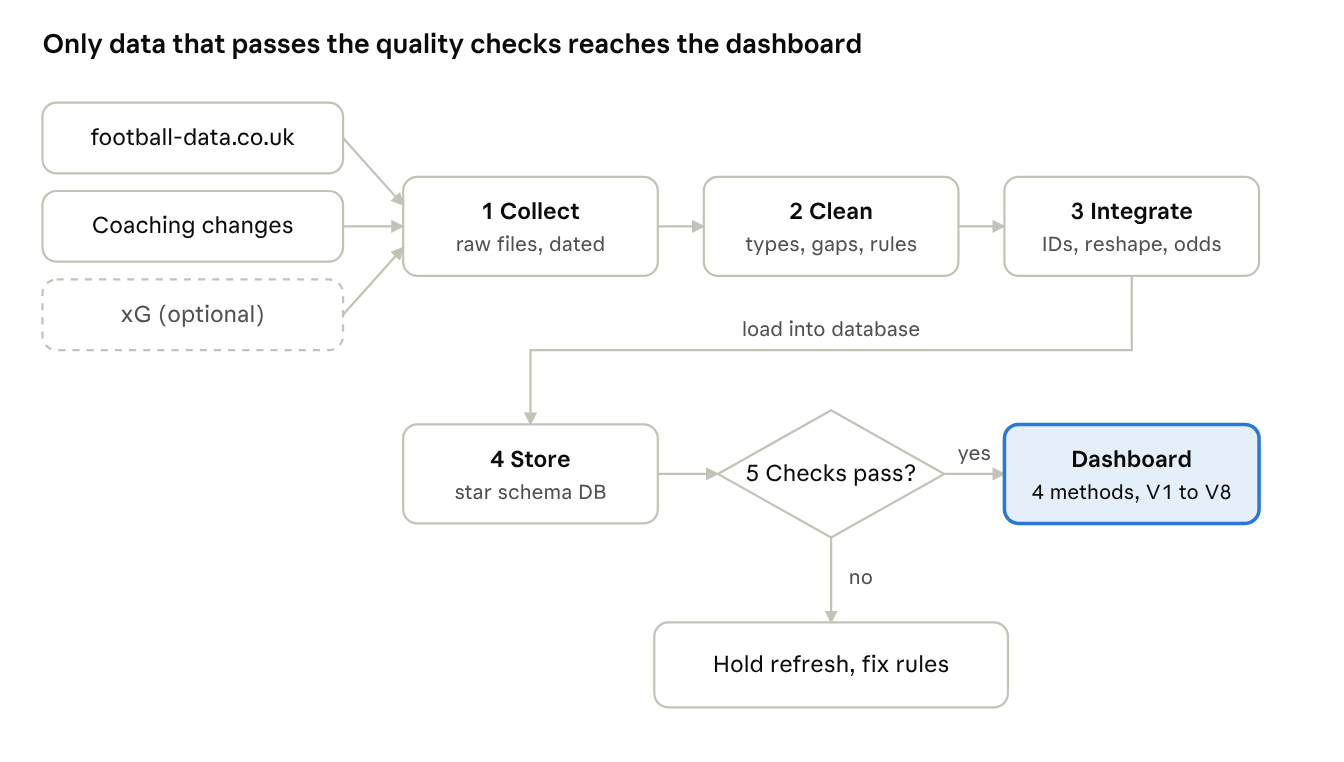 Only data that passes the quality checks reaches the dashboard
football-data.co.uk
Coaching changes
xG (optional)
1 Collect
raw files, dated
2 Clean
types, gaps, rules
3 Integrate
IDs, reshape, odds
load into database
4 Store
star schema DB
5 Checks pass?
yes
Dashboard
4 methods, V1 to V8
no
Hold refresh, fix rules